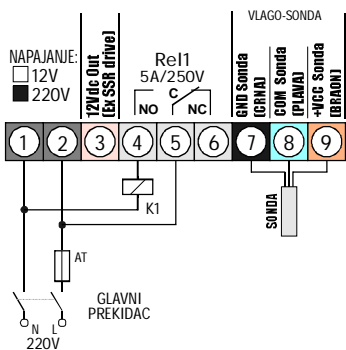 VLAGO-SONDA
NAPAJANJE:
12V
220V
12Vdc Out
(Ex SSR drive)
Rel1
5A/250V
C
NO
NC
GND Sonda
(CRNA)
COM Sonda
(PLAVA)
+VCC Sonda
(BRAON)
1 2 3 4 5 6 7 8 9
K1
SONDA
AT
GLAVNI
PREKIDAC
N L
220V